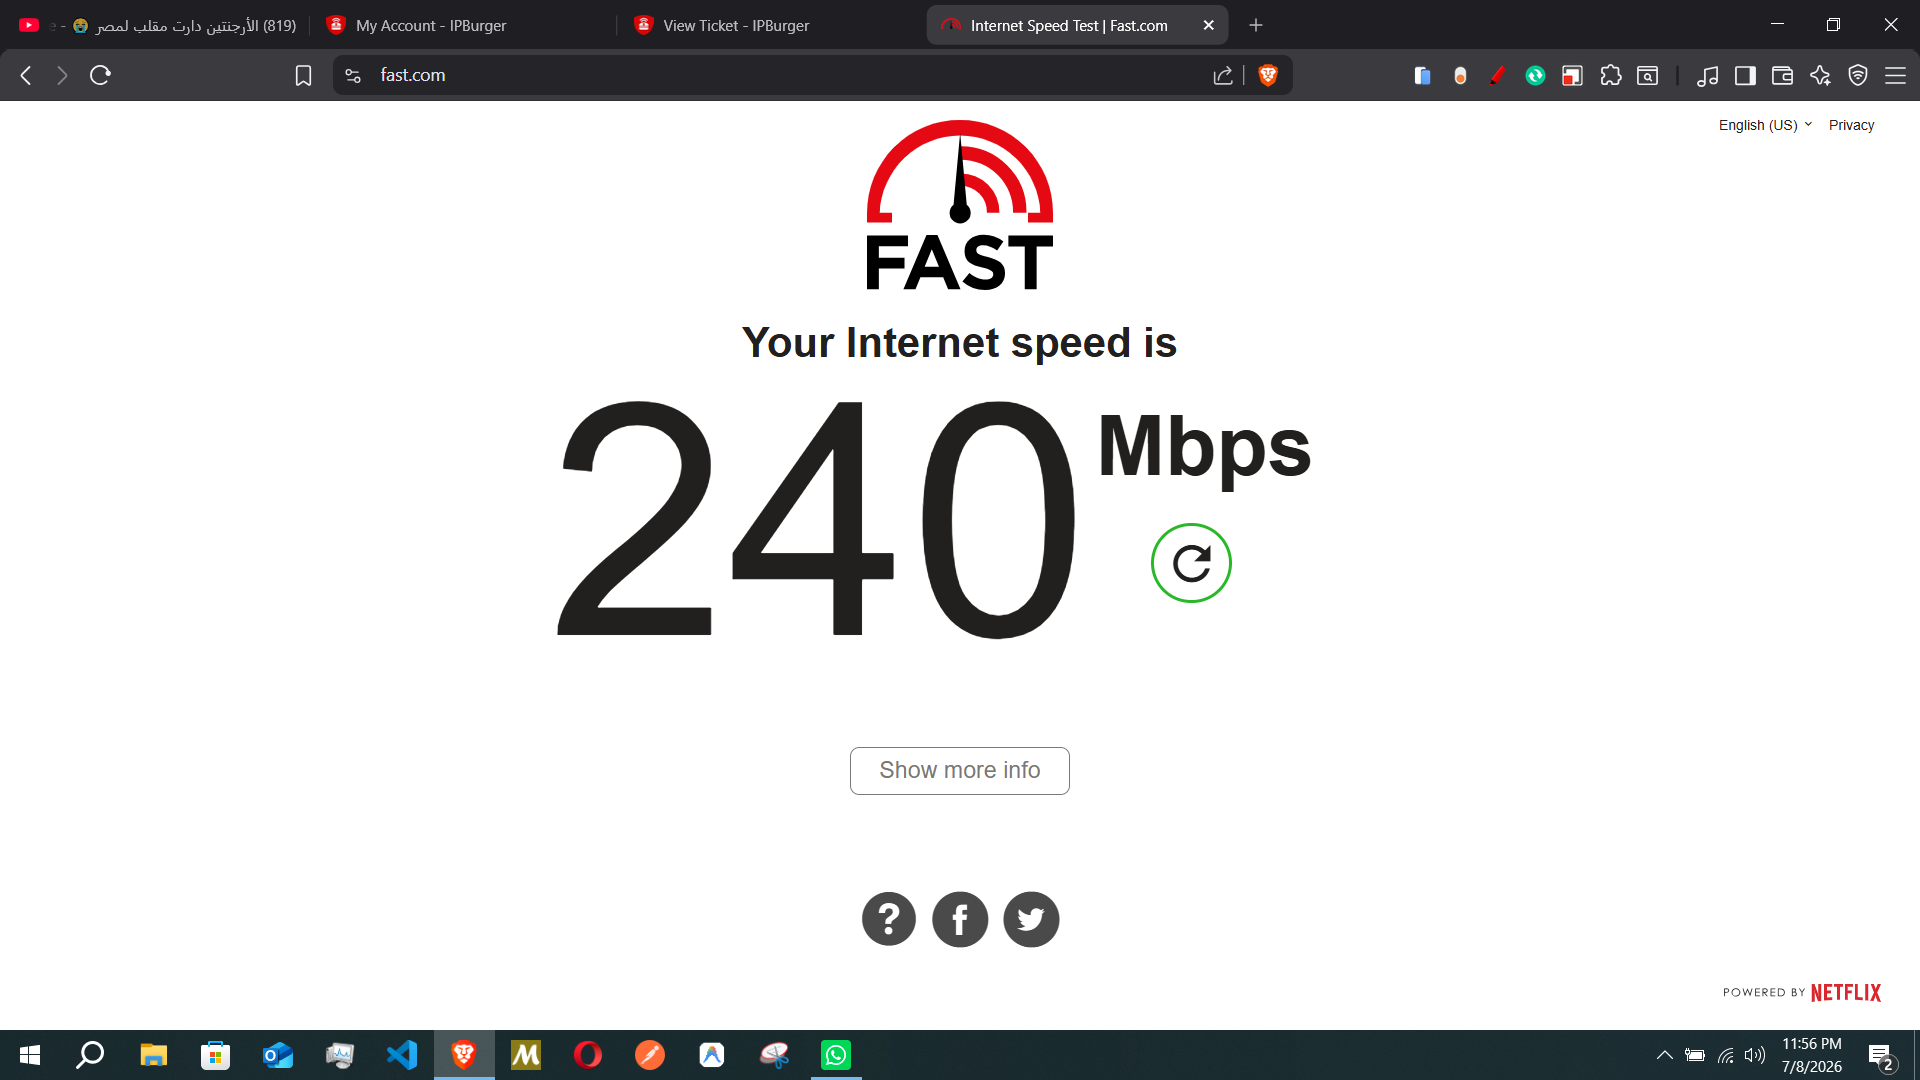 (819) الأرجنتين دارت مقلب لمصر 😭 -
My Account - IPBurger
View Ticket - IPBurger
Internet Speed Test | Fast.com
fast.com
English (US)
Privacy
FAST
Your Internet speed is
240 Mbps
Show more info
POWERED BY NETFLIX
11:56 PM
7/8/2026
2